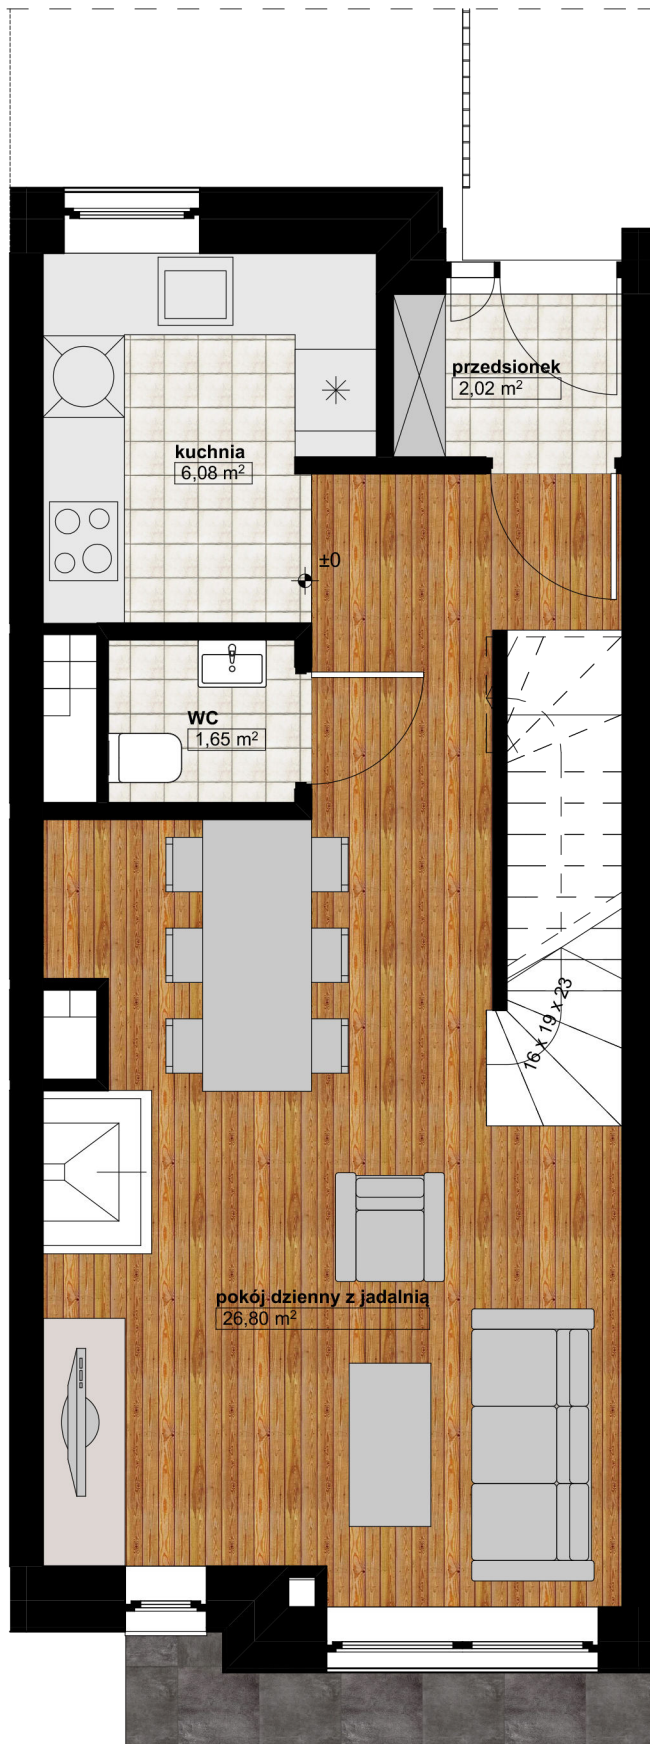 przedsionek
2,02 m²
kuchnia
6,08 m²
±0
WC
1,65 m²
16 x 19 x 23
pokój dzienny z jadalnią
26,80 m²